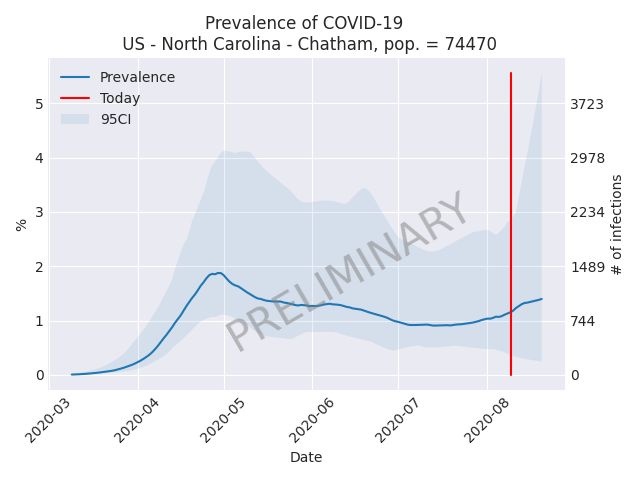 Prevalence of COVID-19
US - North Carolina - Chatham, pop. = 74470
Prevalence
Today
95CI
PRELIMINARY
%
5
4
3
2
1
0
3723
2978
2234
1489
744
0
# of infections
2020-03
2020-04
2020-05
2020-06
2020-07
2020-08
Date